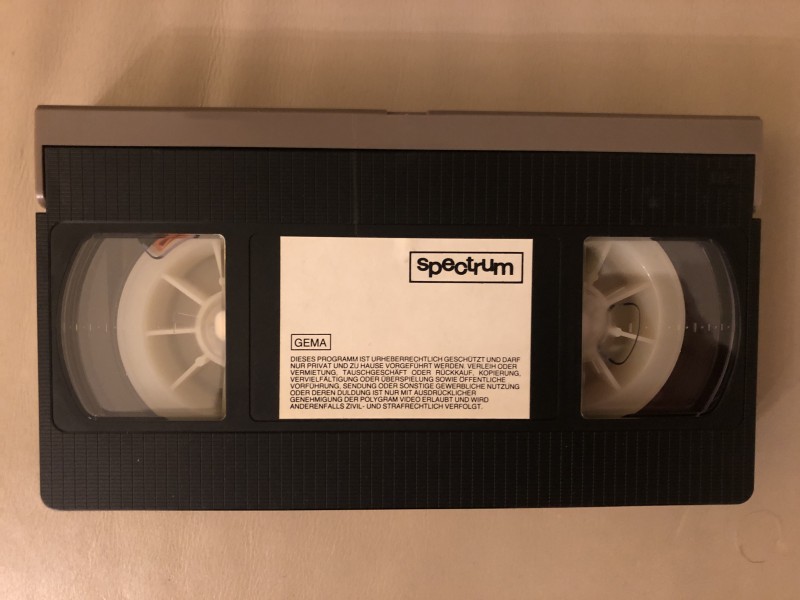 spectrum
GEMA
DIESES PROGRAMM IST URHEBERRECHTLICH GESCHÜTZT UND DARF
NUR PRIVAT UND ZU HAUSE VORGEFÜHRT WERDEN. VERLEIH ODER
VERMIETUNG, TAUSCHGESCHÄFT ODER RÜCKKAUF, KOPIERUNG,
VERVIELFÄLTIGUNG ODER ÜBERSPIELUNG SOWIE ÖFFENTLICHE
VORFÜHRUNG, SENDUNG ODER SONSTIGE GEWERBLICHE NUTZUNG
ODER DEREN DULDUNG IST NUR MIT AUSDRÜCKLICHER
GENEHMIGUNG DER POLYGRAM VIDEO ERLAUBT UND WIRD
ANDERENFALLS ZIVIL- UND STRAFRECHTLICH VERFOLGT.